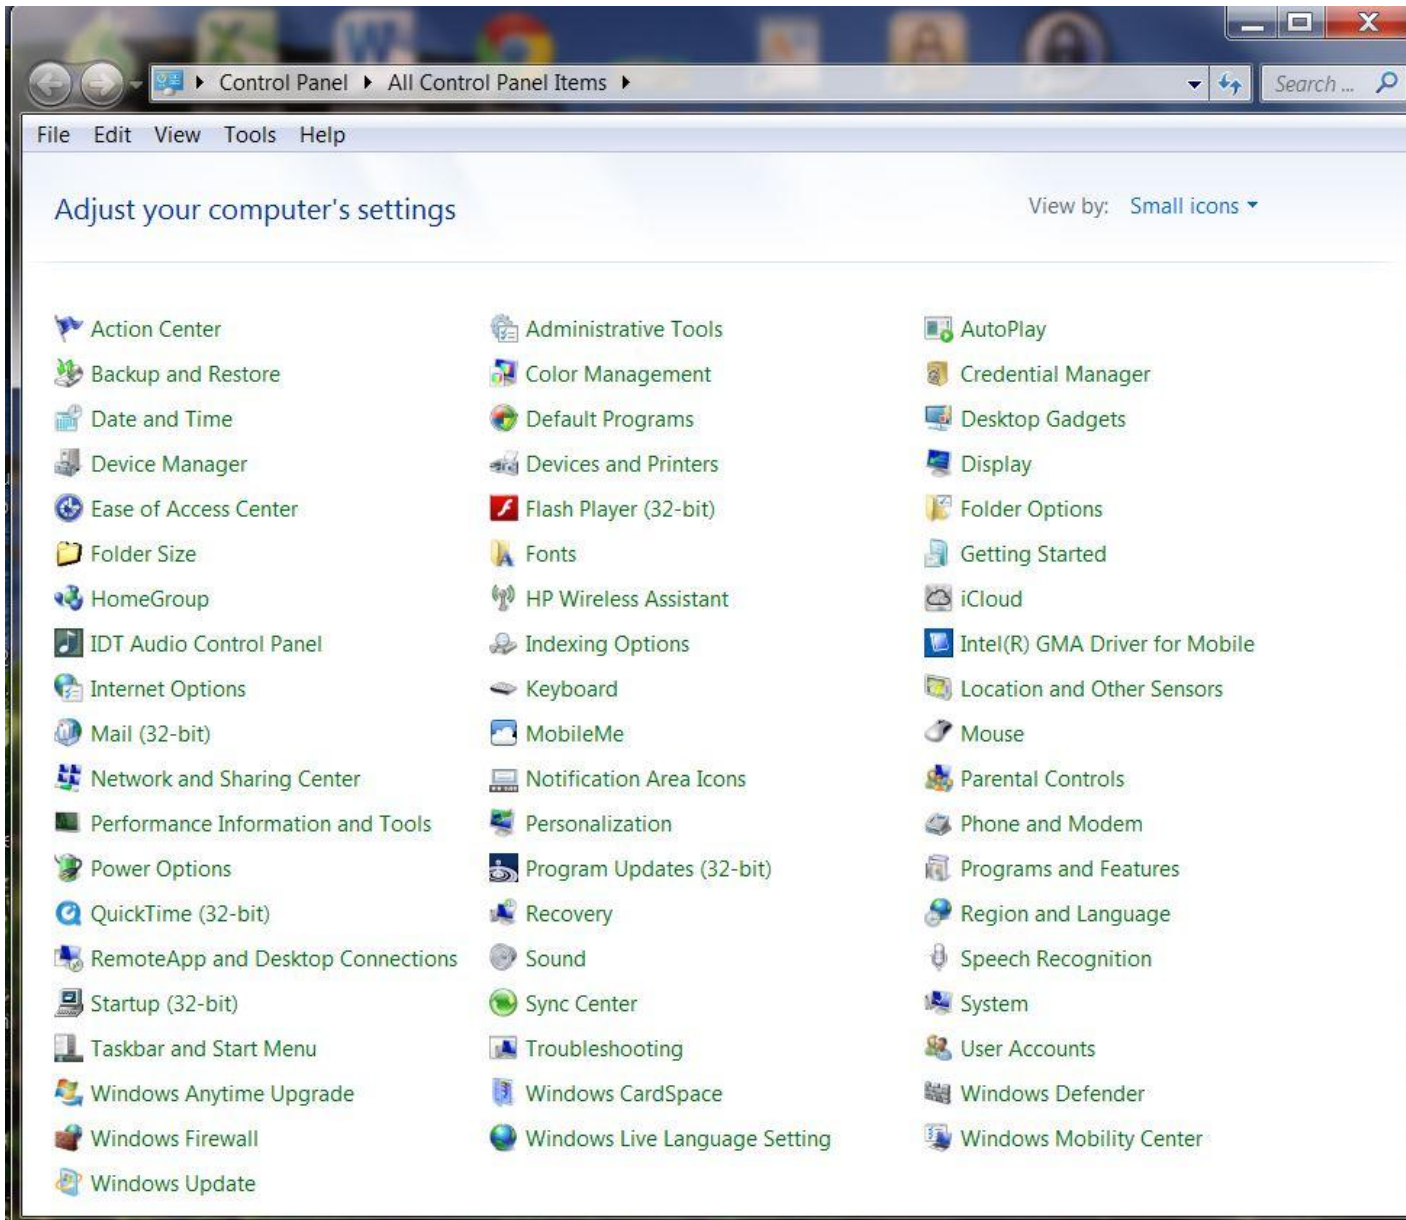 Control Panel All Control Panel Items Search ...
File Edit View Tools Help
Adjust your computer's settings View by: Small icons
Action Center Administrative Tools AutoPlay
Backup and Restore Color Management Credential Manager
Date and Time Default Programs Desktop Gadgets
Device Manager Devices and Printers Display
Ease of Access Center Flash Player (32-bit) Folder Options
Folder Size Fonts Getting Started
HomeGroup HP Wireless Assistant iCloud
IDT Audio Control Panel Indexing Options Intel(R) GMA Driver for Mobile
Internet Options Keyboard Location and Other Sensors
Mail (32-bit) MobileMe Mouse
Network and Sharing Center Notification Area Icons Parental Controls
Performance Information and Tools Personalization Phone and Modem
Power Options Program Updates (32-bit) Programs and Features
QuickTime (32-bit) Recovery Region and Language
RemoteApp and Desktop Connections Sound Speech Recognition
Startup (32-bit) Sync Center System
Taskbar and Start Menu Troubleshooting User Accounts
Windows Anytime Upgrade Windows CardSpace Windows Defender
Windows Firewall Windows Live Language Setting Windows Mobility Center
Windows Update